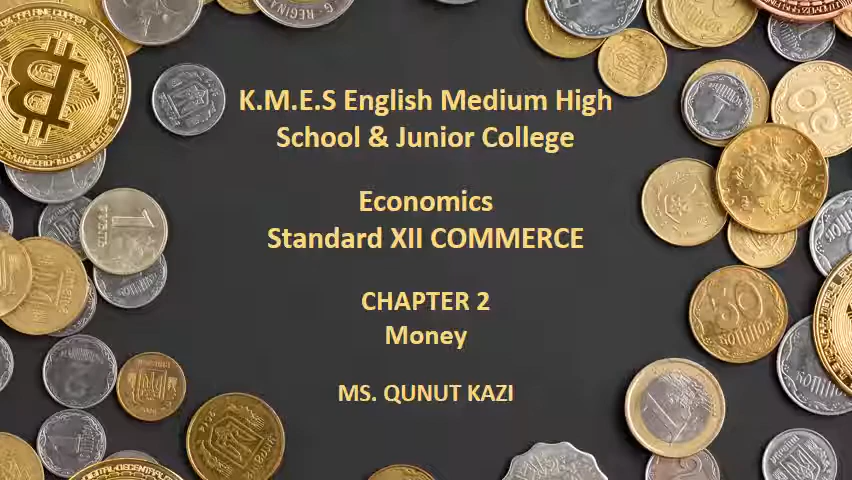 K.M.E.S English Medium High
School & Junior College
Economics
Standard XII COMMERCE
CHAPTER 2
Money
MS. QUNUT KAZI